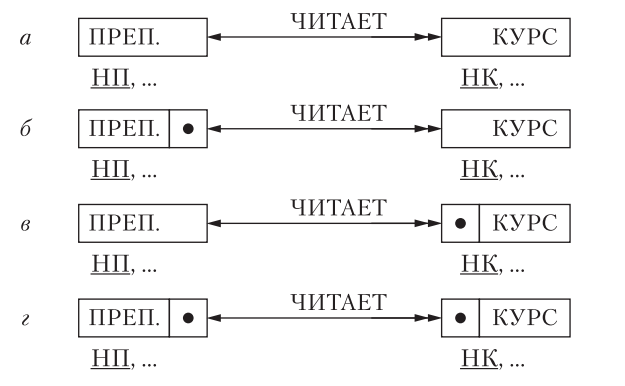 ЧИТАЕТ
а ПРЕП. КУРС
НП, ... НК, ...
ЧИТАЕТ
б ПРЕП. КУРС
НП, ... НК, ...
ЧИТАЕТ
в ПРЕП. КУРС
НП, ... НК, ...
ЧИТАЕТ
г ПРЕП. КУРС
НП, ... НК, ...